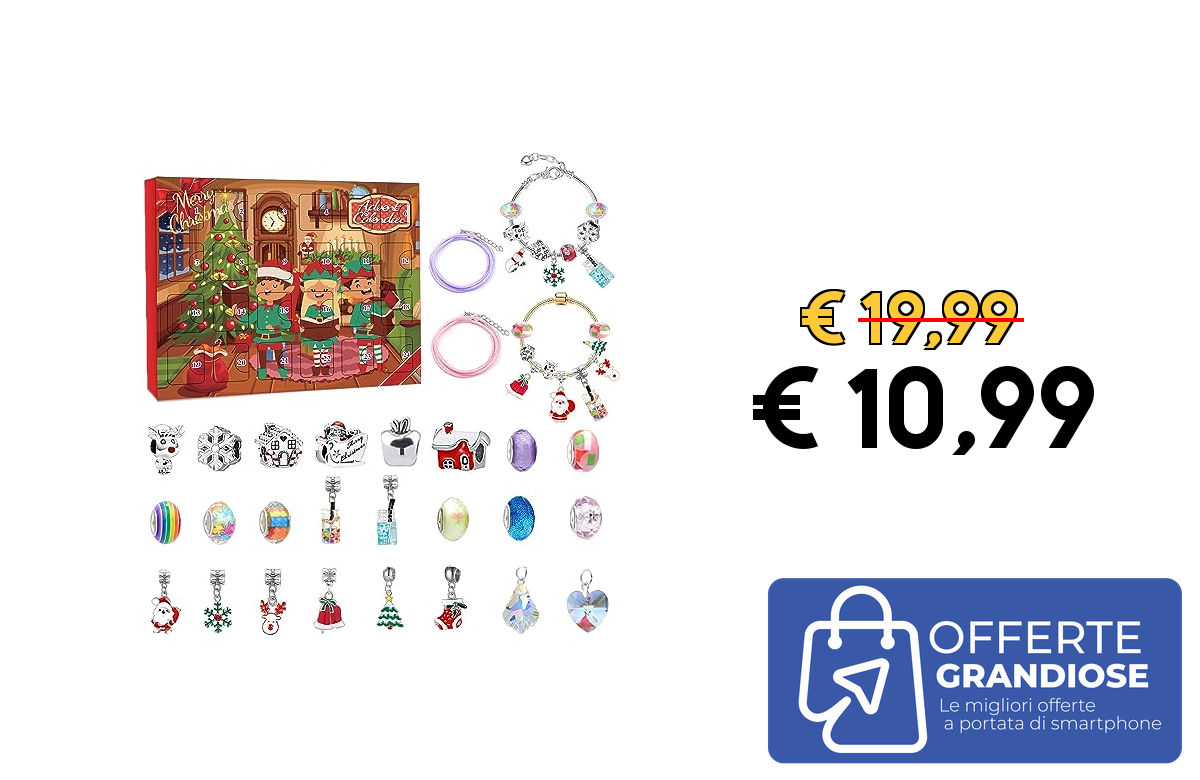 Merry
Christmas
Advent
Calendar
€ 19,99
€ 10,99
OFFERTE
GRANDIOSE
Le migliori offerte
a portata di smartphone